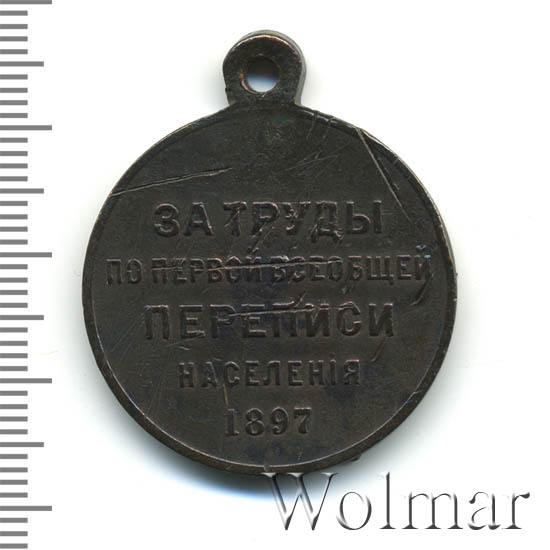 ЗА ТРУДЫ
ПО ПЕРВОЙ ВСЕОБЩЕЙ
ПЕРЕПИСИ
НАСЕЛЕНІЯ
1897
Wolmar